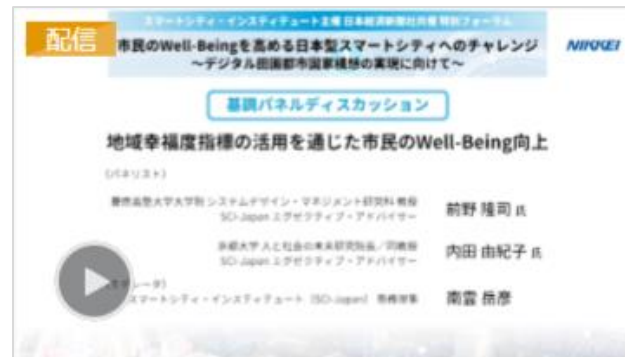 スマートシティ・インスティテュート主催 日本経済新聞社共催 特別フォーラム
配信
市民のWell-Beingを高める日本型スマートシティへのチャレンジ
NIKKEI
～デジタル田園都市国家構想の実現に向けて～
基調パネルディスカッション
地域幸福度指標の活用を通じた市民のWell-Being向上
(パネリスト)
慶應義塾大学大学院 システムデザイン・マネジメント研究科 教授
SCI-Japan エグゼクティブ・アドバイザー
前野 隆司 氏
京都大学 人と社会の未来研究院長／同教授
SCI-Japan エグゼクティブ・アドバイザー
内田 由紀子 氏
レータ)
スマートシティ・インスティテュート (SCI-Japan) 専務理事
南雲 岳彦